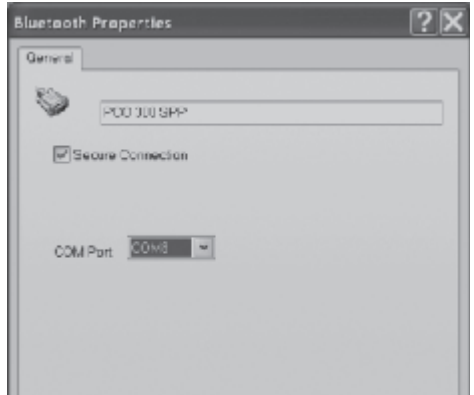 Bluetooth Properties
General
SPP
Secure Connection
COM Port